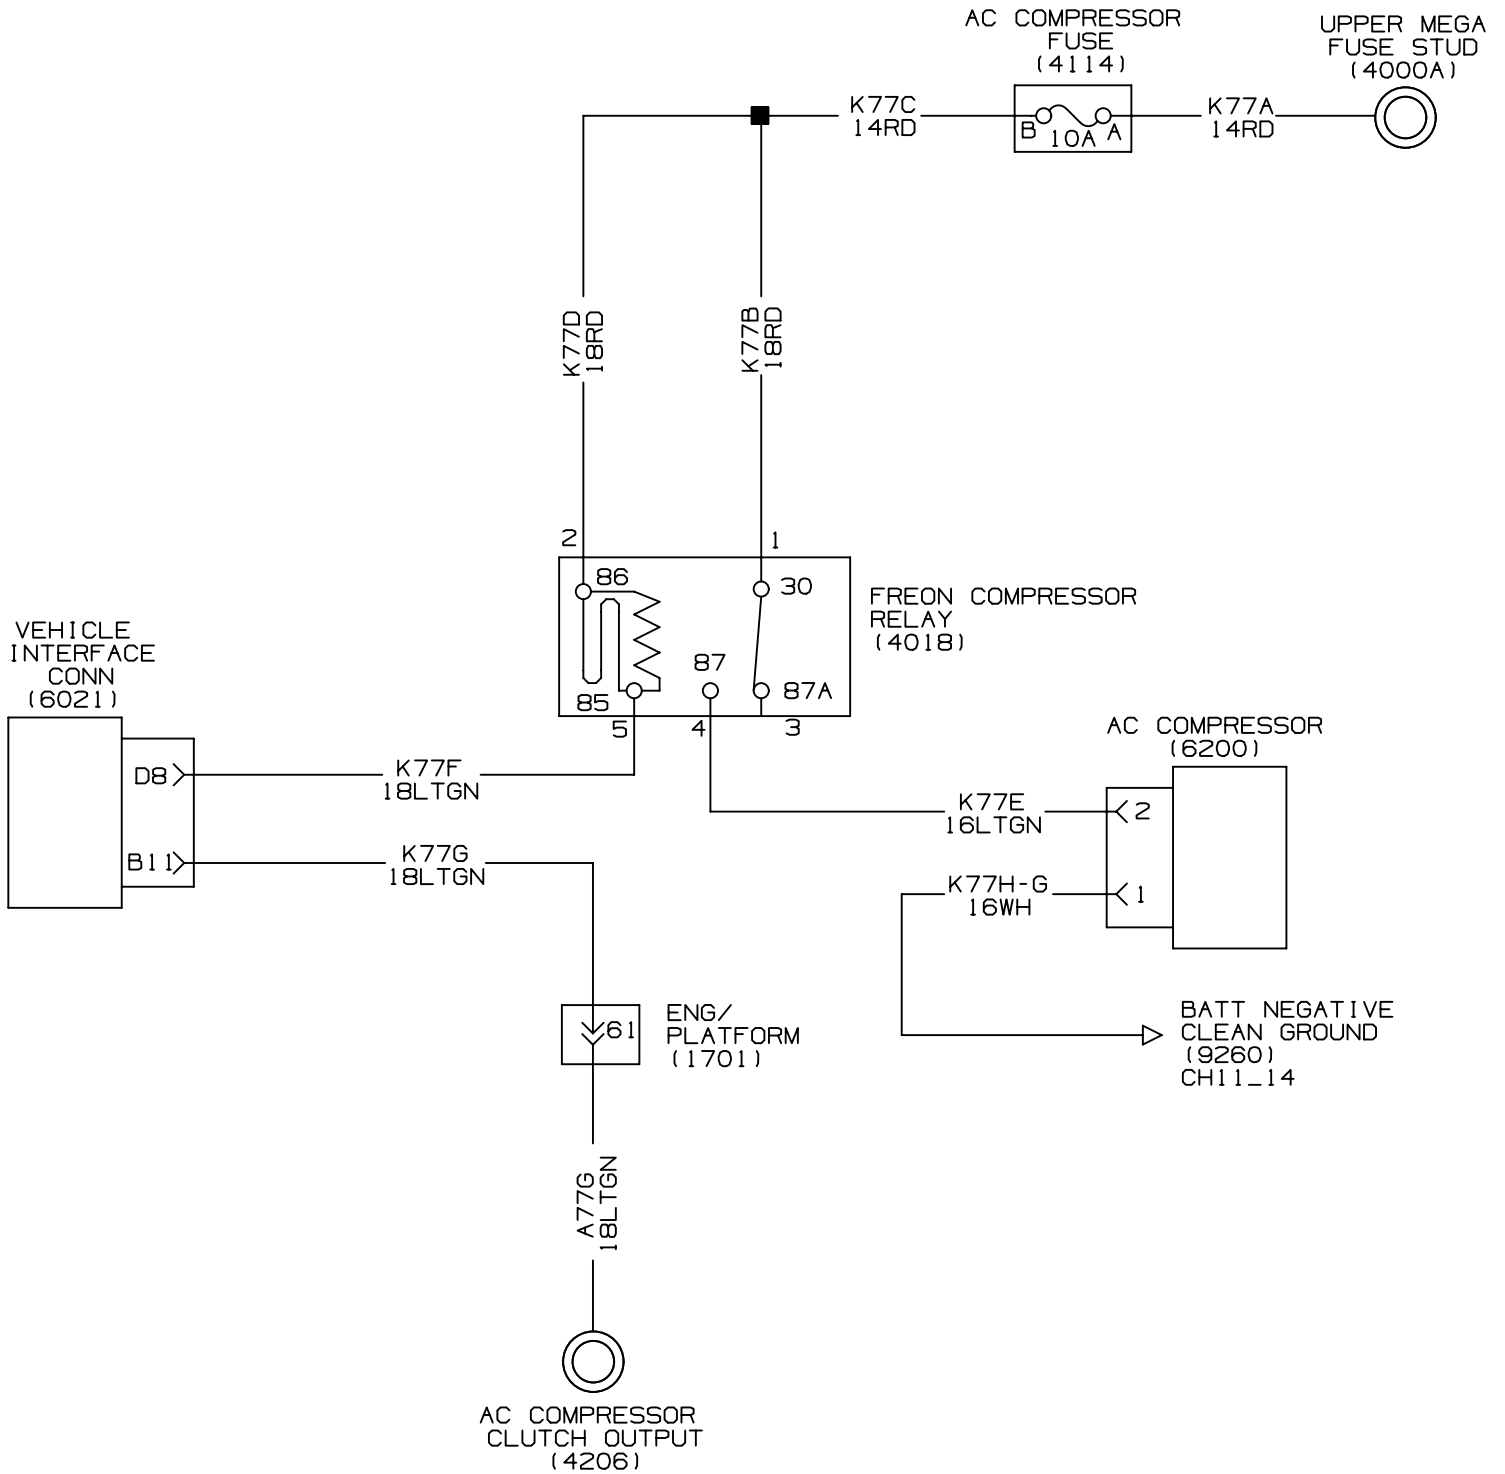 AC COMPRESSOR
FUSE
(4114)
UPPER MEGA
FUSE STUD
(4000A)
K77C
14RD
B
10A
A
K77A
14RD
K77D
18RD
K77B
18RD
2
1
86
30
87
85
87A
5
4
3
FREON COMPRESSOR
RELAY
(4018)
VEHICLE
INTERFACE
CONN
(6021)
D8
K77F
18LTGN
B11
K77G
18LTGN
AC COMPRESSOR
(6200)
K77E
16LTGN
2
K77H-G
16WH
1
BATT NEGATIVE
CLEAN GROUND
(9260)
CH11_14
61
ENG/
PLATFORM
(1701)
A77G
18LTGN
AC COMPRESSOR
CLUTCH OUTPUT
(4206)